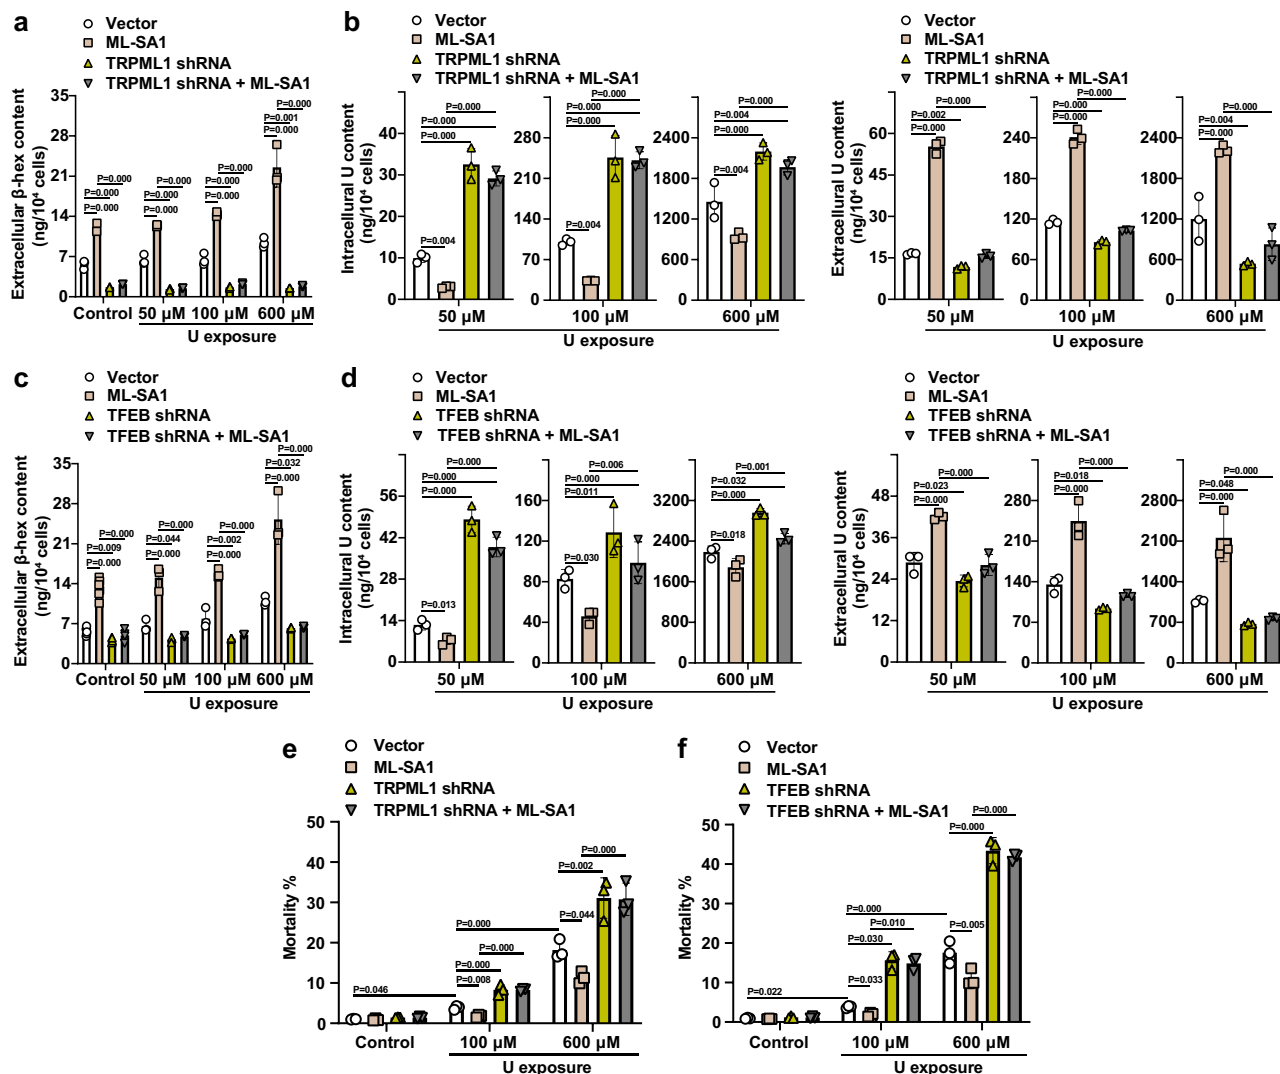 a
Vector
ML-SA1
TRPML1 shRNA
TRPML1 shRNA + ML-SA1
Extracellular β-hex content
(ng/10⁴ cells)
35
28
21
14
7
0
P=0.000
P=0.000
P=0.000
P=0.000
P=0.000
P=0.000
P=0.000
P=0.000
P=0.000
P=0.000
P=0.001
P=0.000
Control
50 µM
100 µM
600 µM
U exposure
b
Vector
ML-SA1
TRPML1 shRNA
TRPML1 shRNA + ML-SA1
Intracellural U content
(ng/10⁴ cells)
40
30
20
10
0
P=0.000
P=0.000
P=0.000
P=0.004
50 µM
280
210
140
70
0
P=0.000
P=0.000
P=0.000
P=0.004
100 µM
2400
1800
1200
600
0
P=0.000
P=0.004
P=0.000
P=0.004
600 µM
U exposure
Vector
ML-SA1
TRPML1 shRNA
TRPML1 shRNA + ML-SA1
Extracellural U content
(ng/10⁴ cells)
60
45
30
15
0
P=0.000
P=0.002
P=0.000
50 µM
240
180
120
60
0
P=0.000
P=0.000
P=0.000
100 µM
2400
1800
1200
600
0
P=0.000
P=0.004
P=0.000
600 µM
U exposure
c
Vector
ML-SA1
TFEB shRNA
TFEB shRNA + ML-SA1
Extracellular β-hex content
(ng/10⁴ cells)
35
28
21
14
7
0
P=0.000
P=0.009
P=0.000
P=0.000
P=0.044
P=0.000
P=0.000
P=0.002
P=0.000
P=0.000
P=0.032
P=0.000
Control
50 µM
100 µM
600 µM
U exposure
d
Vector
ML-SA1
TFEB shRNA
TFEB shRNA + ML-SA1
Intracellural U content
(ng/10⁴ cells)
56
42
28
14
0
P=0.000
P=0.000
P=0.000
P=0.013
50 µM
160
120
80
40
0
P=0.006
P=0.000
P=0.011
P=0.030
100 µM
3200
2400
1600
800
0
P=0.001
P=0.032
P=0.000
P=0.018
600 µM
U exposure
Vector
ML-SA1
TFEB shRNA
TFEB shRNA + ML-SA1
Extracellural U content
(ng/10⁴ cells)
48
36
24
12
0
P=0.000
P=0.023
P=0.000
50 µM
280
210
140
70
0
P=0.000
P=0.018
P=0.000
100 µM
2800
2100
1400
700
0
P=0.000
P=0.048
P=0.000
600 µM
U exposure
e
Vector
ML-SA1
TRPML1 shRNA
TRPML1 shRNA + ML-SA1
Mortality %
50
40
30
20
10
0
P=0.000
P=0.002
P=0.044
P=0.000
P=0.000
P=0.000
P=0.008
P=0.046
Control
100 µM
600 µM
U exposure
f
Vector
ML-SA1
TFEB shRNA
TFEB shRNA + ML-SA1
Mortality %
50
40
30
20
10
0
P=0.000
P=0.000
P=0.000
P=0.010
P=0.005
P=0.030
P=0.033
P=0.022
Control
100 µM
600 µM
U exposure